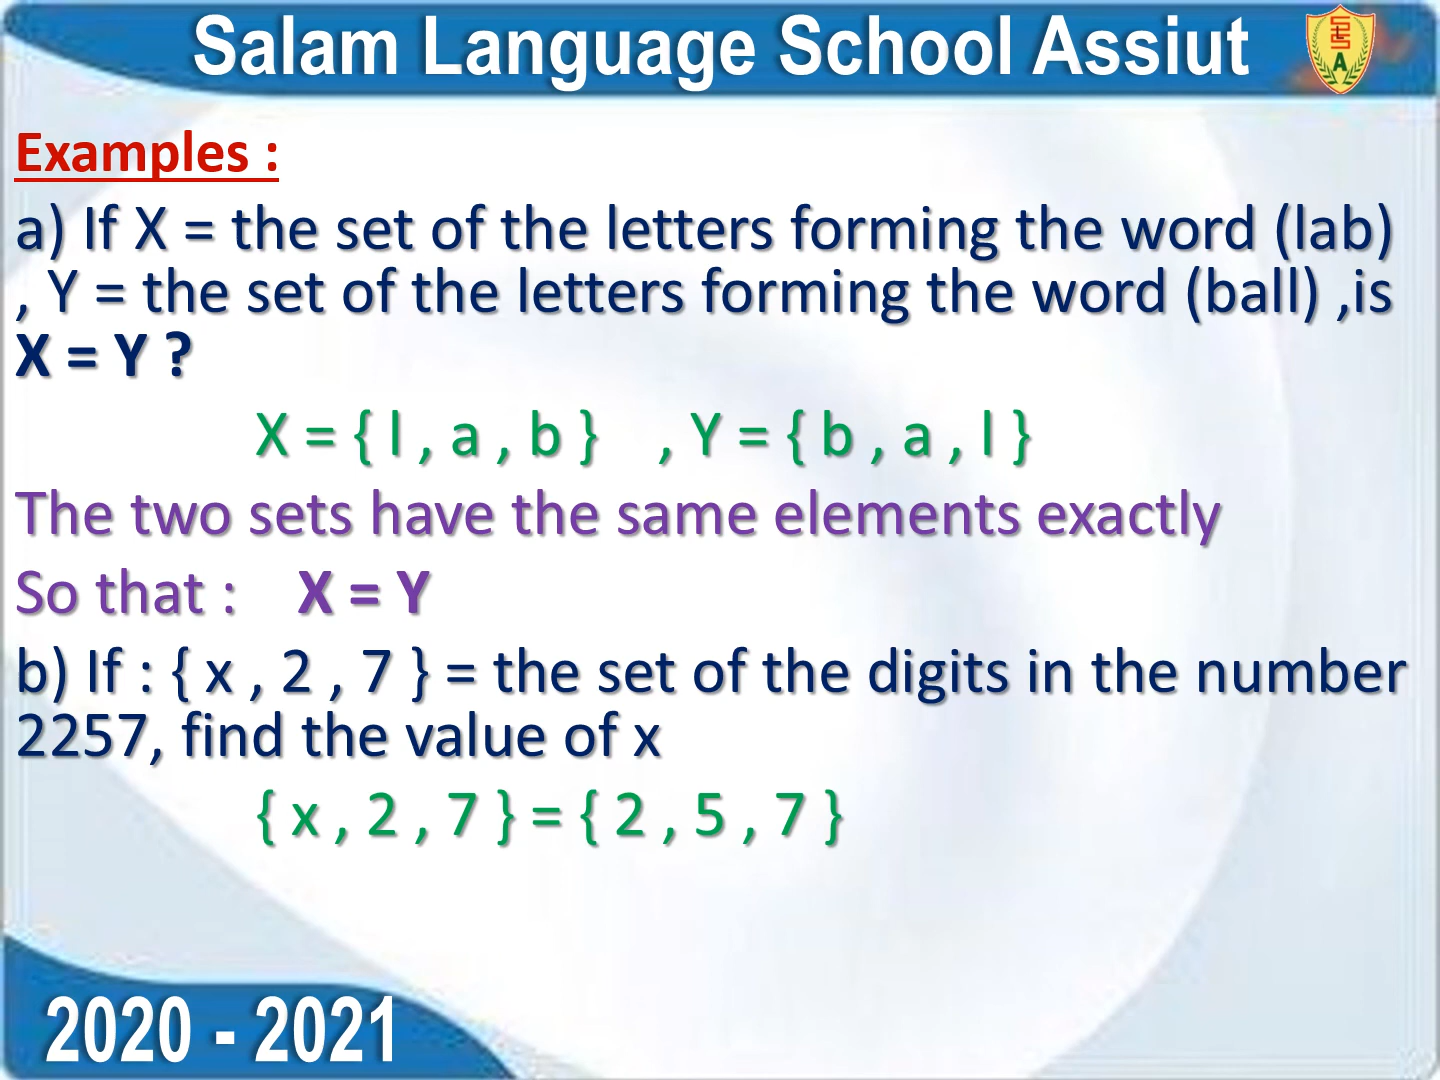 Salam Language School Assiut
Examples :
a) If X = the set of the letters forming the word (lab)
, Y = the set of the letters forming the word (ball) ,is
X = Y ?
X = { l , a , b } , Y = { b , a , l }
The two sets have the same elements exactly
So that : X = Y
b) If : { x , 2 , 7 } = the set of the digits in the number
2257, find the value of x
{ x , 2 , 7 } = { 2 , 5 , 7 }
2020 - 2021